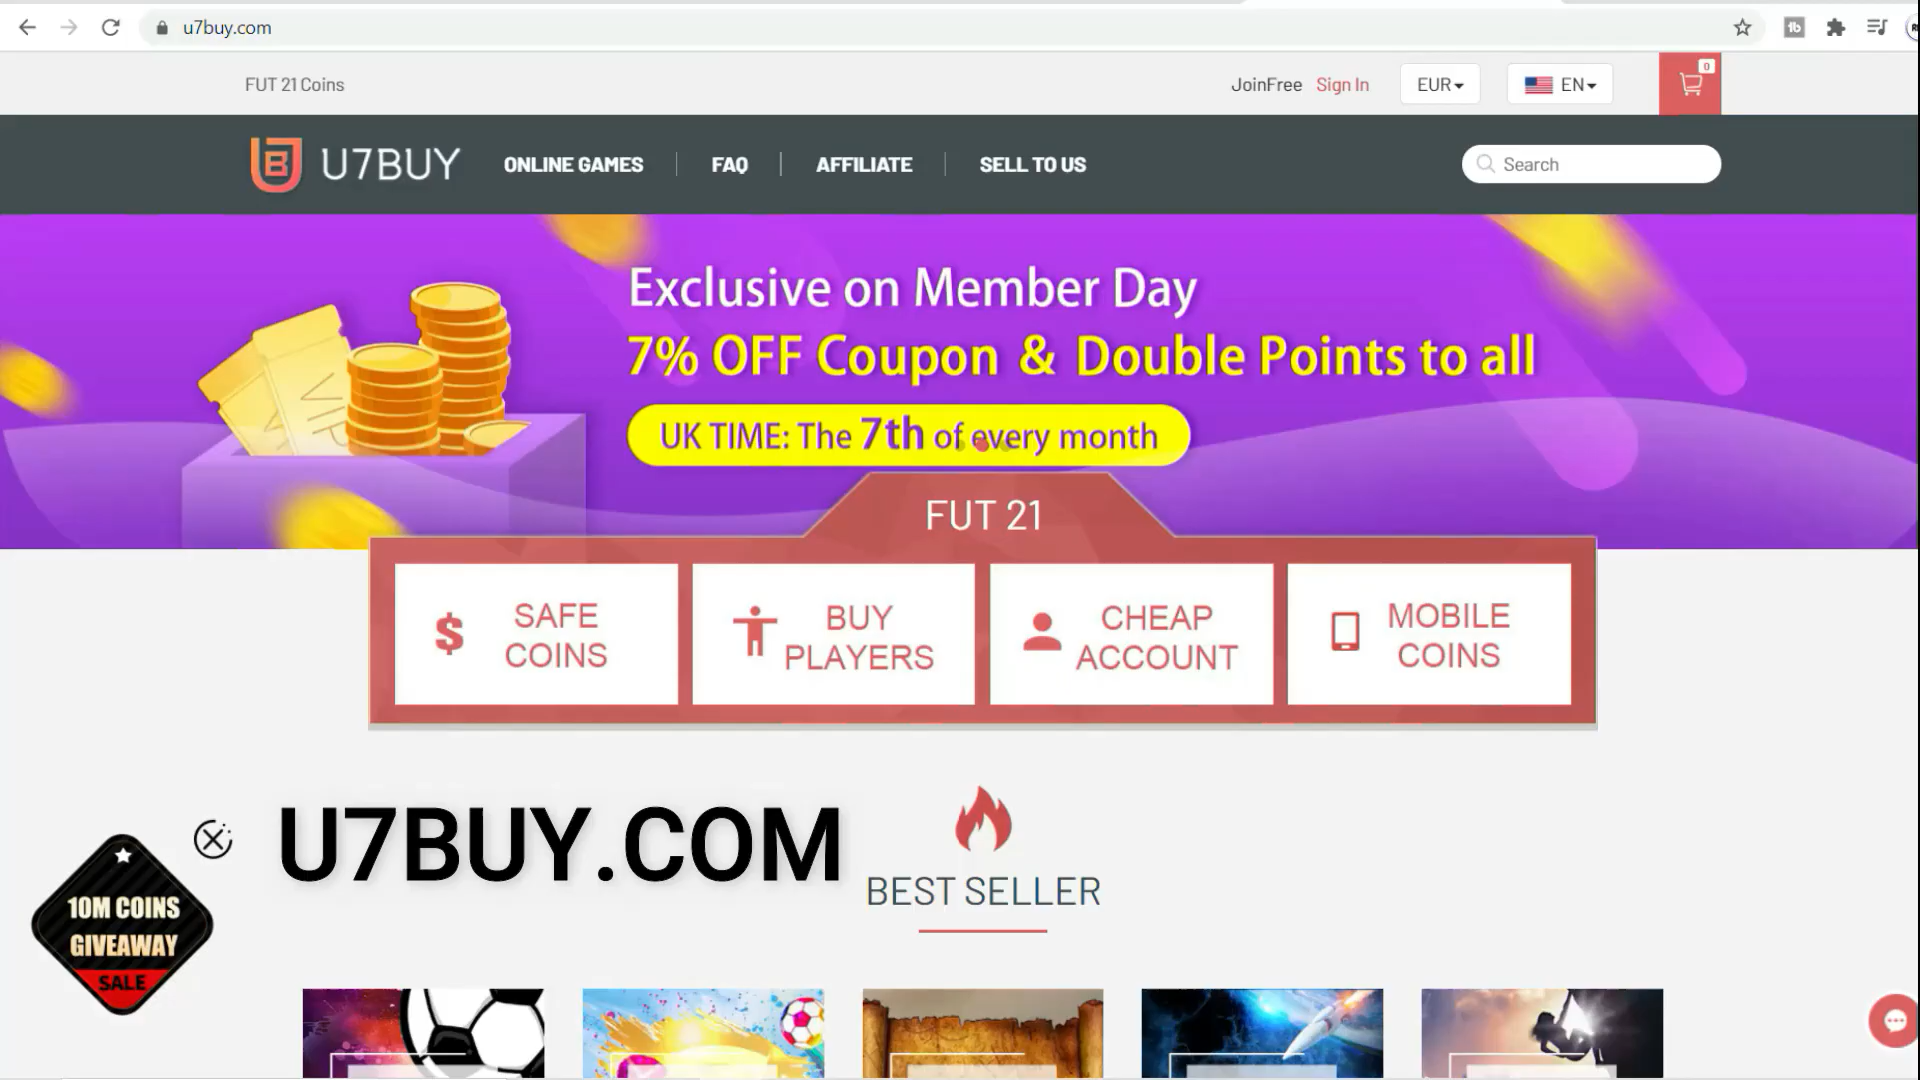 u7buy.com
FUT 21 Coins
JoinFree Sign In EUR EN 0
U7BUY ONLINE GAMES FAQ AFFILIATE SELL TO US Search
Exclusive on Member Day
7% OFF Coupon & Double Points to all
UK TIME: The 7th of every month
VIP
FUT 21
$ SAFE
COINS
BUY
PLAYERS
CHEAP
ACCOUNT
MOBILE
COINS
U7BUY.COM
BEST SELLER
10M COINS
GIVEAWAY
SALE